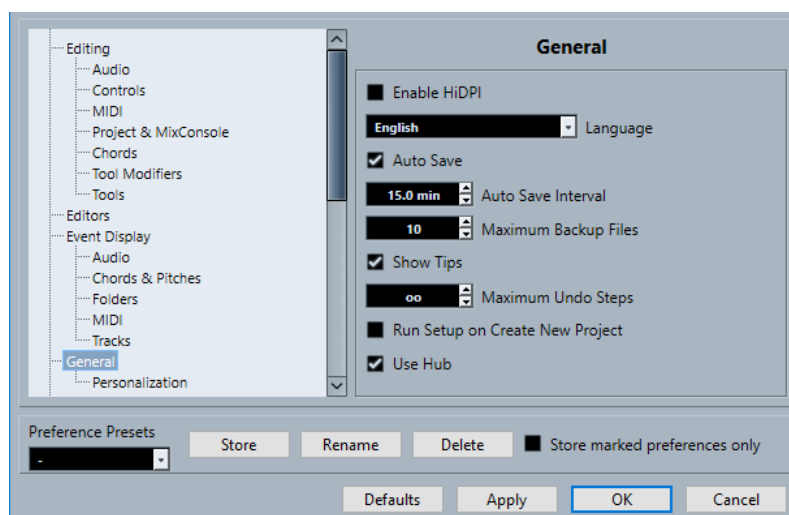 Editing
Audio
Controls
MIDI
Project & MixConsole
Chords
Tool Modifiers
Tools
Editors
Event Display
Audio
Chords & Pitches
Folders
MIDI
Tracks
General
Personalization
General
Enable HiDPI
English Language
Auto Save
15.0 min Auto Save Interval
10 Maximum Backup Files
Show Tips
oo Maximum Undo Steps
Run Setup on Create New Project
Use Hub
Preference Presets
-
Store Rename Delete Store marked preferences only
Defaults Apply OK Cancel